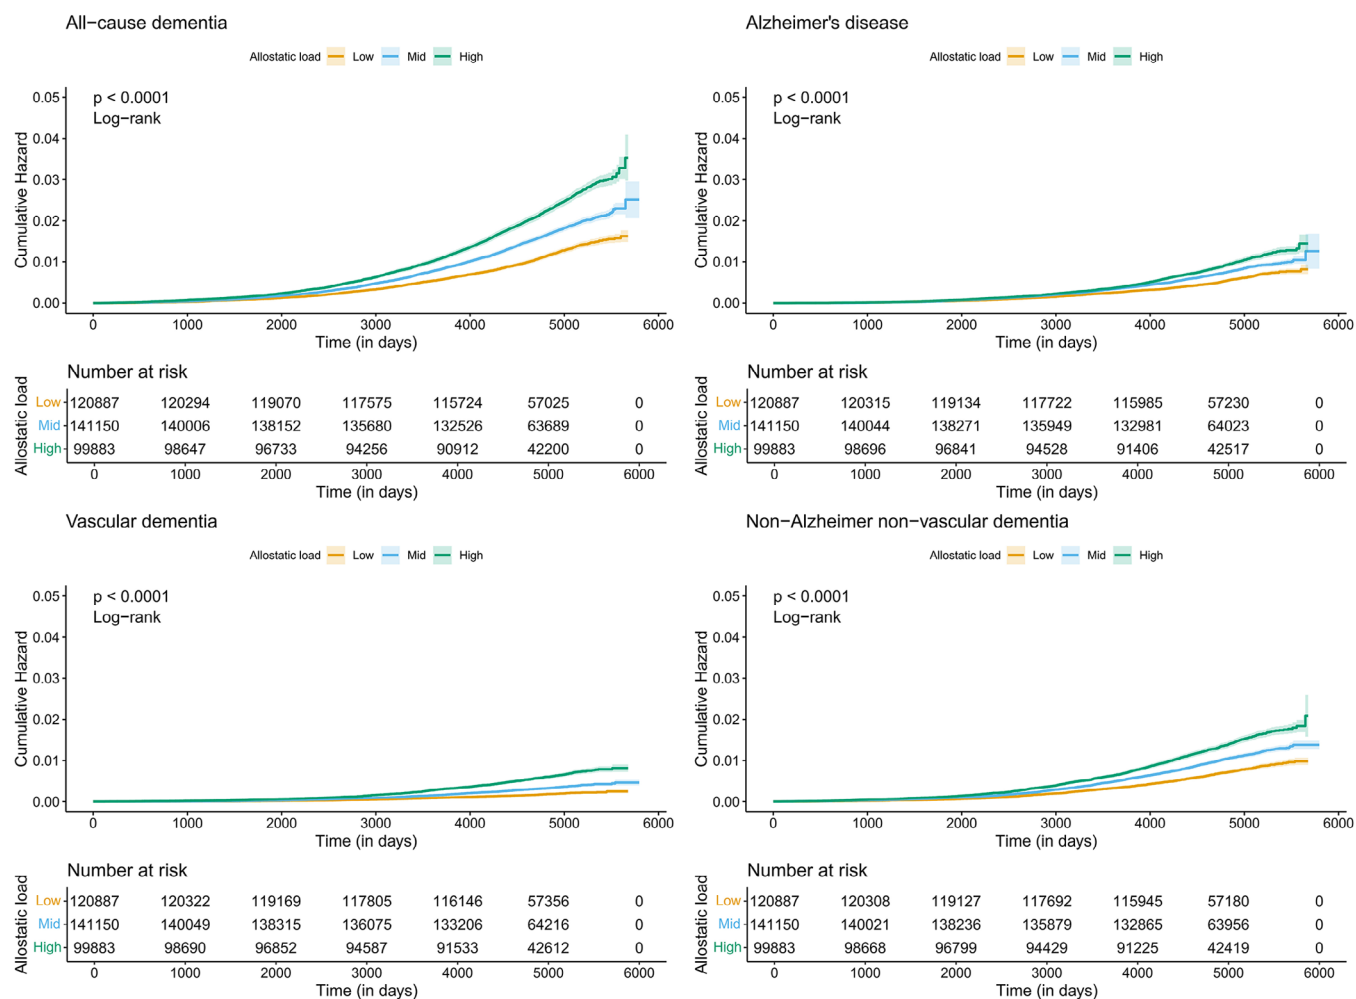 All−cause dementia
Allostatic load Low Mid High
p < 0.0001
Log−rank
Cumulative Hazard
0.05
0.04
0.03
0.02
0.01
0.00
0 1000 2000 3000 4000 5000 6000
Time (in days)
Number at risk
Allostatic load
Low 120887 120294 119070 117575 115724 57025 0
Mid 141150 140006 138152 135680 132526 63689 0
High 99883 98647 96733 94256 90912 42200 0
0 1000 2000 3000 4000 5000 6000
Time (in days)
Alzheimer's disease
Allostatic load Low Mid High
p < 0.0001
Log−rank
Cumulative Hazard
0.05
0.04
0.03
0.02
0.01
0.00
0 1000 2000 3000 4000 5000 6000
Time (in days)
Number at risk
Allostatic load
Low 120887 120315 119134 117722 115985 57230 0
Mid 141150 140044 138271 135949 132981 64023 0
High 99883 98696 96841 94528 91406 42517 0
0 1000 2000 3000 4000 5000 6000
Time (in days)
Vascular dementia
Allostatic load Low Mid High
p < 0.0001
Log−rank
Cumulative Hazard
0.05
0.04
0.03
0.02
0.01
0.00
0 1000 2000 3000 4000 5000 6000
Time (in days)
Number at risk
Allostatic load
Low 120887 120322 119169 117805 116146 57356 0
Mid 141150 140049 138315 136075 133206 64216 0
High 99883 98690 96852 94587 91533 42612 0
0 1000 2000 3000 4000 5000 6000
Time (in days)
Non−Alzheimer non−vascular dementia
Allostatic load Low Mid High
p < 0.0001
Log−rank
Cumulative Hazard
0.05
0.04
0.03
0.02
0.01
0.00
0 1000 2000 3000 4000 5000 6000
Time (in days)
Number at risk
Allostatic load
Low 120887 120308 119127 117692 115945 57180 0
Mid 141150 140021 138236 135879 132865 63956 0
High 99883 98668 96799 94429 91225 42419 0
0 1000 2000 3000 4000 5000 6000
Time (in days)